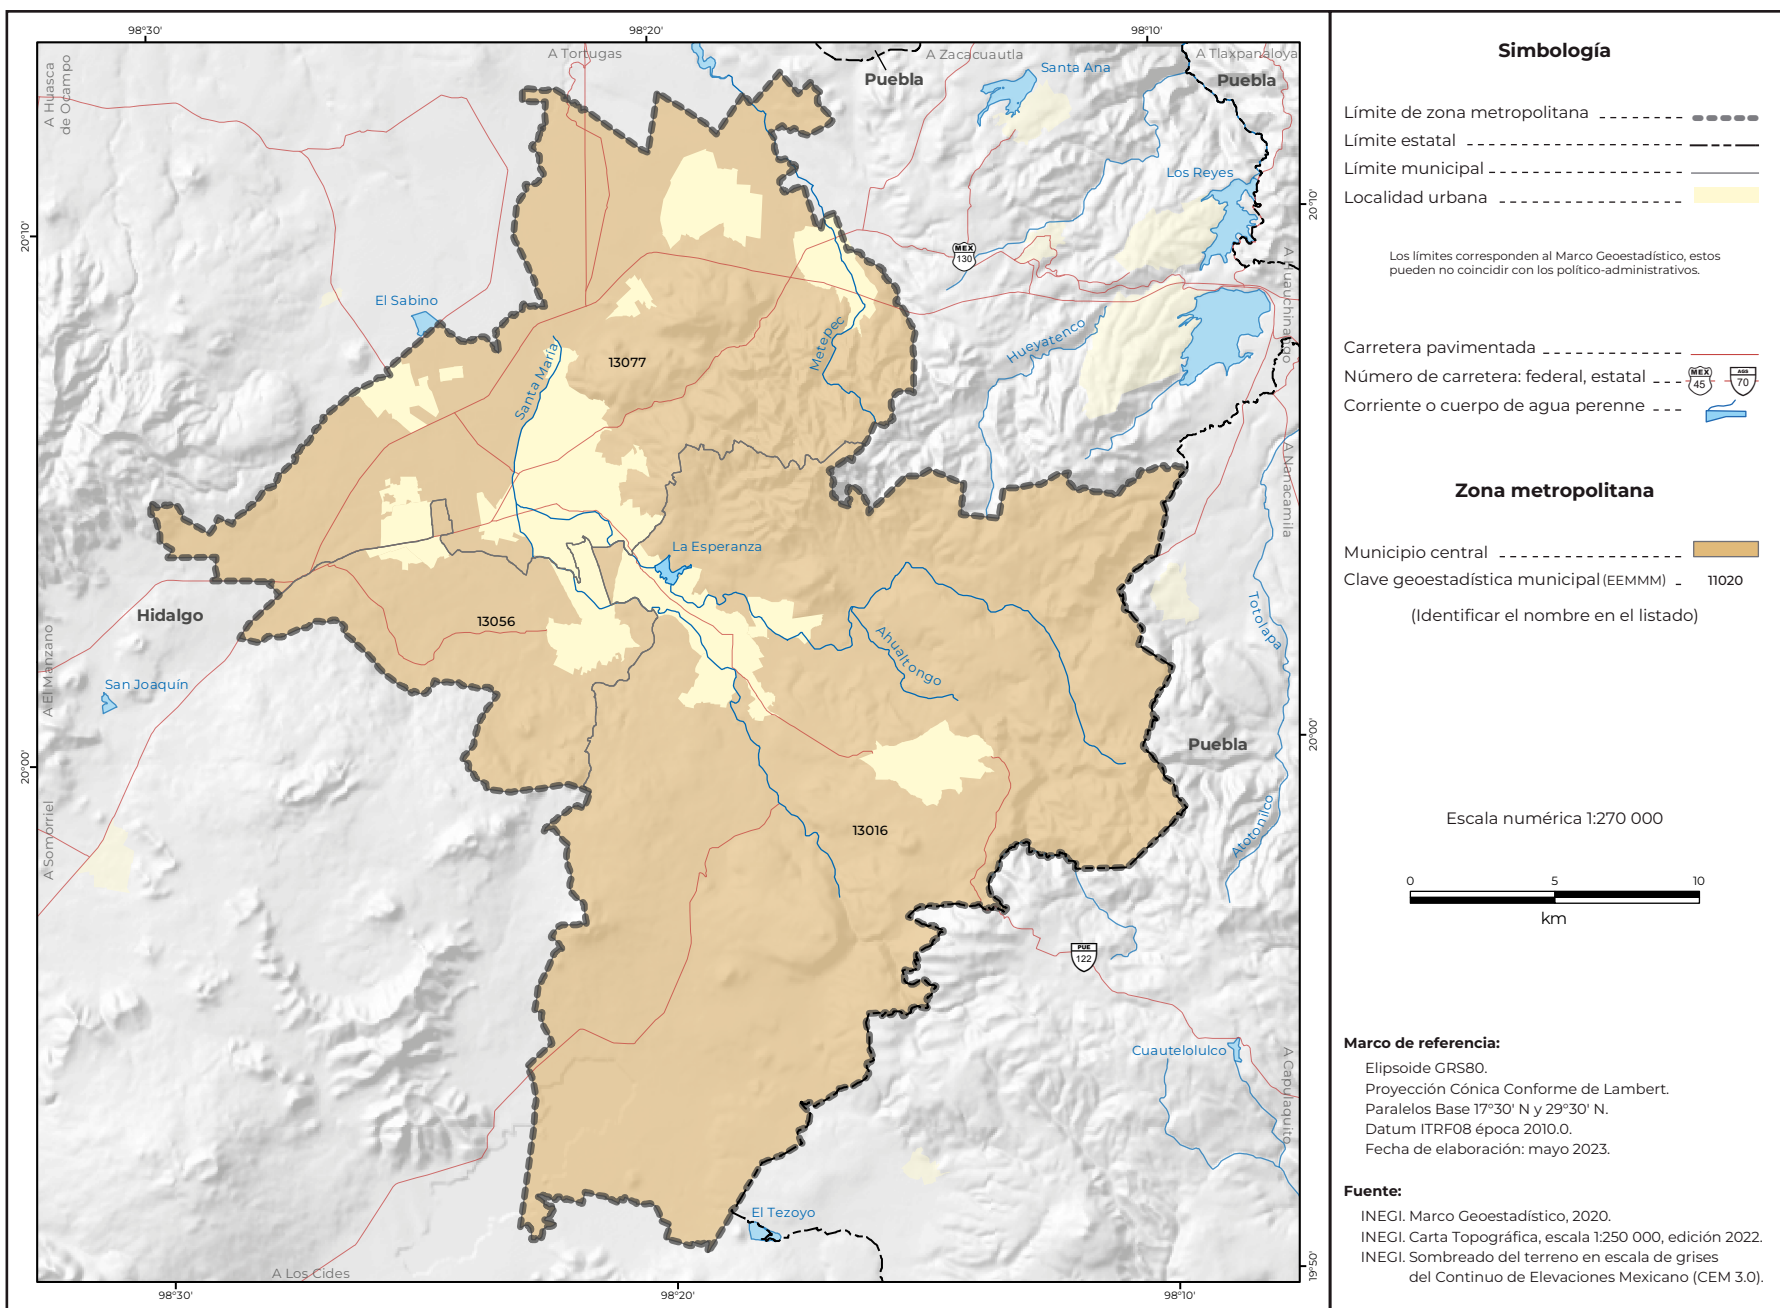 98°30'
98°20'
98°10'
A Huasca
de Ocampo
A Tortugas
A Zacacuautla
A Tlaxpanaloya
Puebla
Puebla
Santa Ana
Los Reyes
20°10'
20°10'
MEX
130
A Huauchinango
El Sabino
Metepec
Hueyatenco
13077
Santa María
A Nanacamila
La Esperanza
Hidalgo
13056
Totolapa
Ahualtongo
A El Manzano
San Joaquín
Puebla
20°00'
20°00'
A Somorriel
13016
Atotonilco
PUE
122
Cuautelolulco
A Capulaquito
El Tezoyo
A Los Cides
19°50'
98°30'
98°20'
98°10'
Simbología
Límite de zona metropolitana
Límite estatal
Límite municipal
Localidad urbana
Los límites corresponden al Marco Geoestadístico, estos
pueden no coincidir con los político-administrativos.
Carretera pavimentada
Número de carretera: federal, estatal MEX 45 AGS 70
Corriente o cuerpo de agua perenne
Zona metropolitana
Municipio central
Clave geoestadística municipal (EEMMM) 11020
(Identificar el nombre en el listado)
Escala numérica 1:270 000
0 5 10
km
Marco de referencia:
Elipsoide GRS80.
Proyección Cónica Conforme de Lambert.
Paralelos Base 17°30' N y 29°30' N.
Datum ITRF08 época 2010.0.
Fecha de elaboración: mayo 2023.
Fuente:
INEGI. Marco Geoestadístico, 2020.
INEGI. Carta Topográfica, escala 1:250 000, edición 2022.
INEGI. Sombreado del terreno en escala de grises
del Continuo de Elevaciones Mexicano (CEM 3.0).